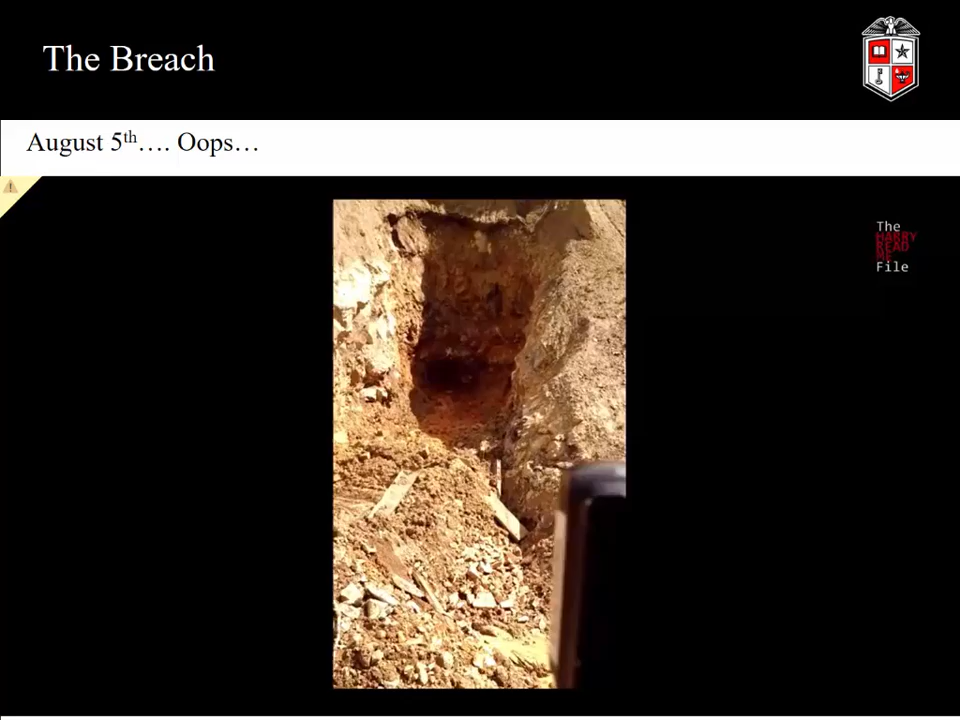 The Breach
August 5th…. Oops…
The
HARRY
READ
ME
File